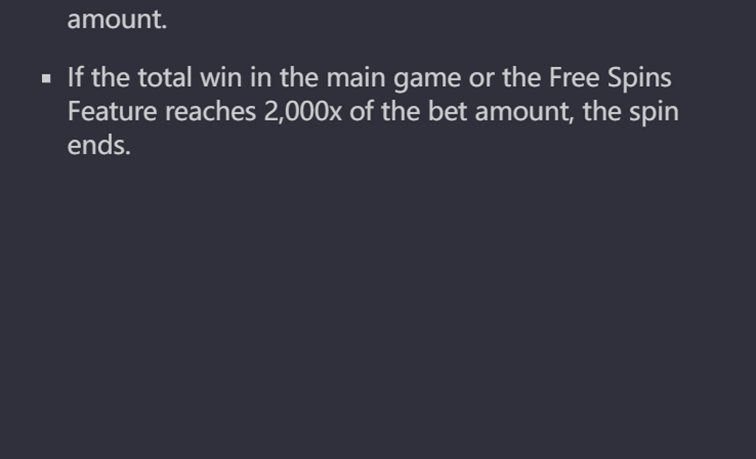 amount.
▪ If the total win in the main game or the Free Spins
Feature reaches 2,000x of the bet amount, the spin
ends.